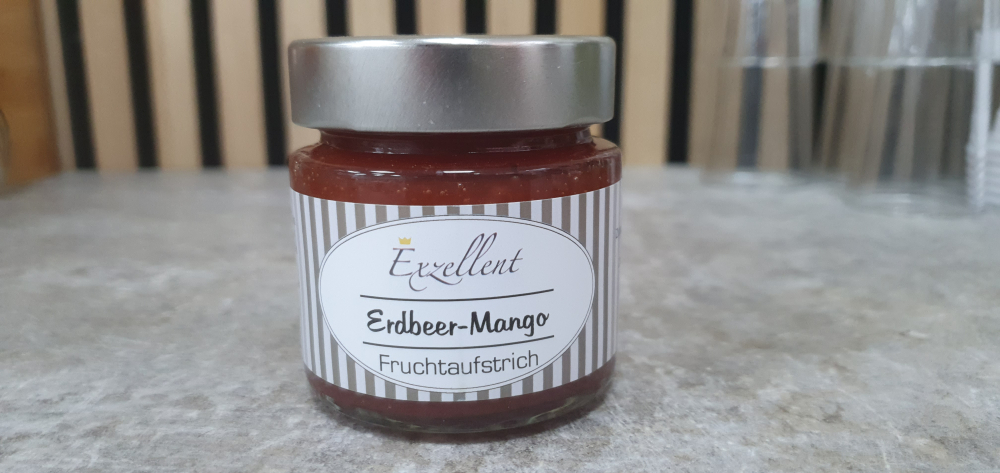 Exzellent
Erdbeer-Mango
Fruchtaufstrich